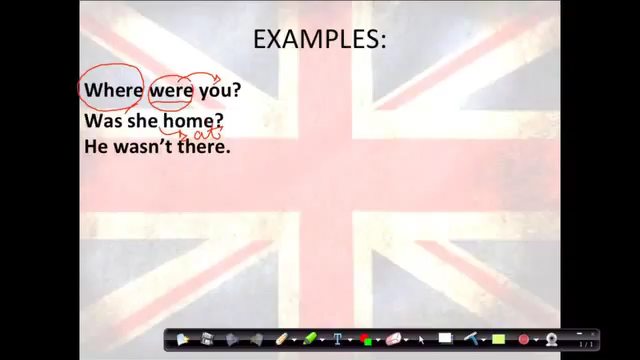 EXAMPLES:
Where were you?
Was she home?
at
He wasn't there.
1/1